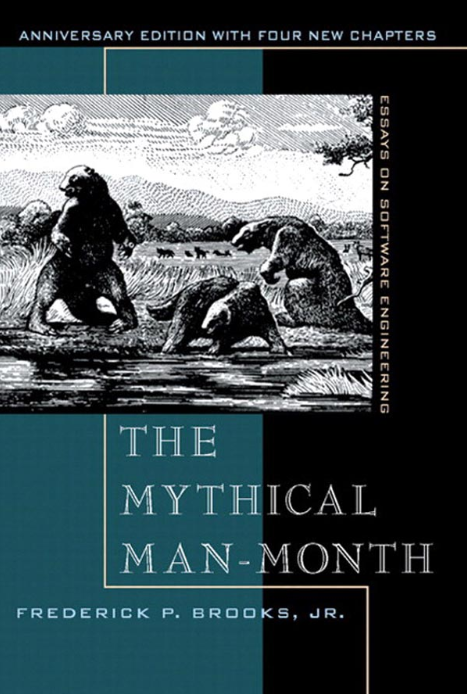 ANNIVERSARY EDITION WITH FOUR NEW CHAPTERS
ESSAYS ON SOFTWARE ENGINEERING
THE
MYTHICAL
MAN-MONTH
FREDERICK P. BROOKS, JR.